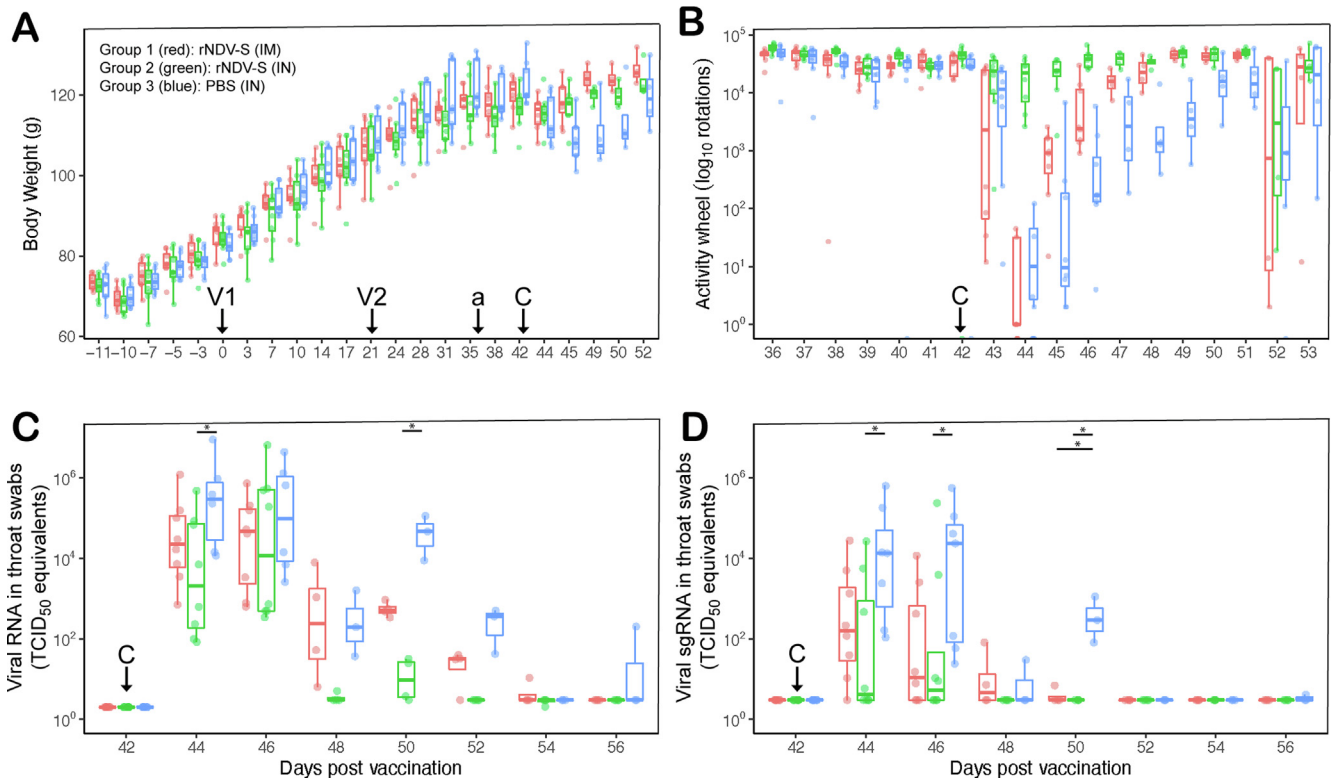 A
Group 1 (red): rNDV-S (IM)
Group 2 (green): rNDV-S (IN)
Group 3 (blue): PBS (IN)
Body Weight (g)
120
100
80
60
V1
V2
a
C
−11 −10 −7 −5 −3 0 3 7 10 14 17 21 24 28 31 35 38 42 44 45 49 50 52
B
Activity wheel (log10 rotations)
10^5
10^4
10^3
10^2
10^1
10^0
C
36 37 38 39 40 41 42 43 44 45 46 47 48 49 50 51 52 53
C
Viral RNA in throat swabs
(TCID50 equivalents)
10^6
10^4
10^2
10^0
* *
C
42 44 46 48 50 52 54 56
Days post vaccination
D
Viral sgRNA in throat swabs
(TCID50 equivalents)
10^6
10^4
10^2
10^0
* * *
*
C
42 44 46 48 50 52 54 56
Days post vaccination